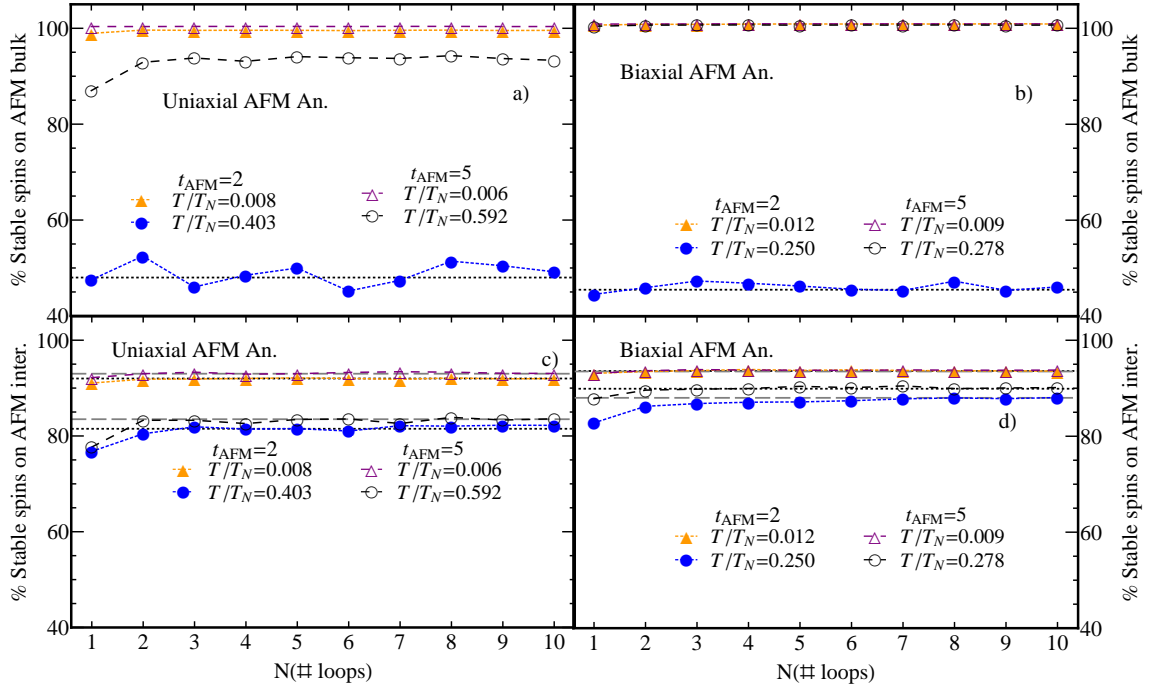 % Stable spins on AFM bulk
100
80
60
40
Uniaxial AFM An.
a)
t_AFM=2
T/T_N=0.008
T/T_N=0.403
t_AFM=5
T/T_N=0.006
T/T_N=0.592
Biaxial AFM An.
b)
t_AFM=2
T/T_N=0.012
T/T_N=0.250
t_AFM=5
T/T_N=0.009
T/T_N=0.278
100
80
60
40
% Stable spins on AFM bulk
% Stable spins on AFM inter.
100
80
60
40
Uniaxial AFM An.
c)
t_AFM=2
T/T_N=0.008
T/T_N=0.403
t_AFM=5
T/T_N=0.006
T/T_N=0.592
1 2 3 4 5 6 7 8 9 10
N(# loops)
Biaxial AFM An.
d)
t_AFM=2
T/T_N=0.012
T/T_N=0.250
t_AFM=5
T/T_N=0.009
T/T_N=0.278
1 2 3 4 5 6 7 8 9 10
N(# loops)
100
80
60
40
% Stable spins on AFM inter.